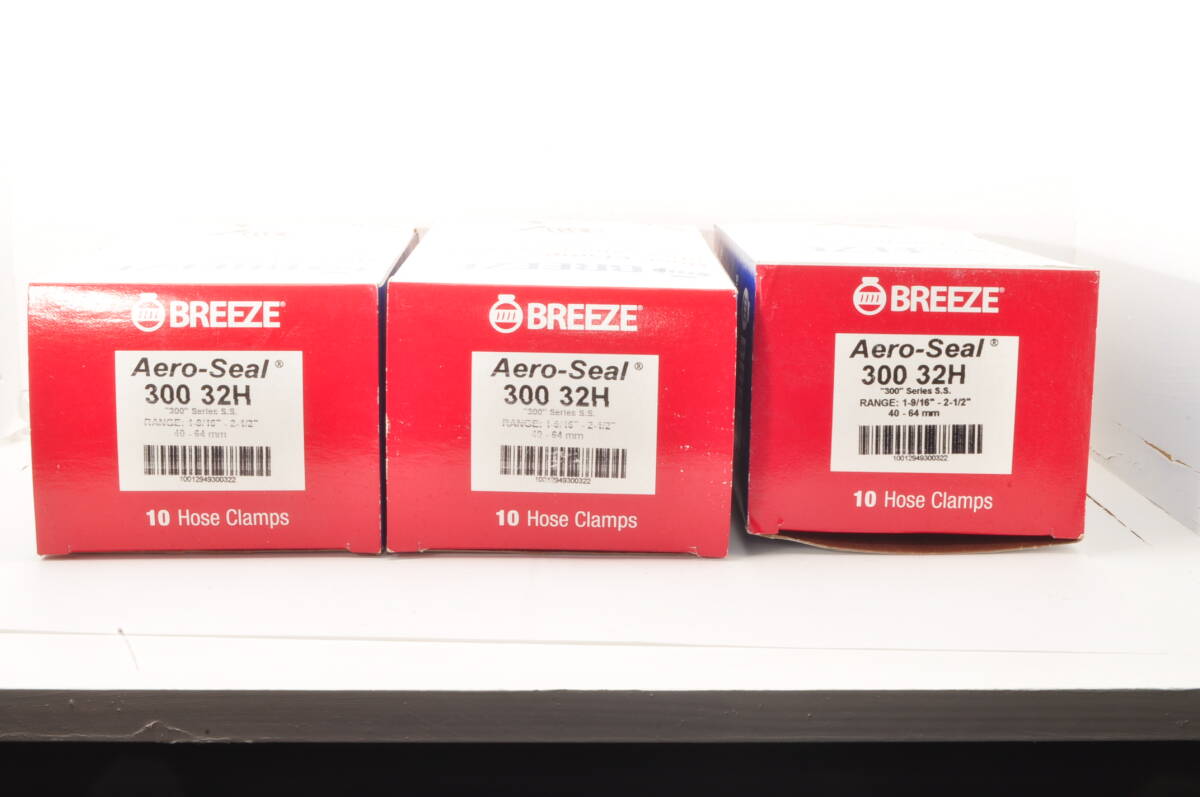 BREEZE®
Aero-Seal®
300 32H
"300" Series S.S.
RANGE: 1-9/16" - 2-1/2"
40 - 64 mm
10012949300322
10 Hose Clamps
BREEZE®
Aero-Seal®
300 32H
"300" Series S.S.
RANGE: 1-9/16" - 2-1/2"
40 - 64 mm
10012949300322
10 Hose Clamps
BREEZE®
Aero-Seal®
300 32H
"300" Series S.S.
RANGE: 1-9/16" - 2-1/2"
40 - 64 mm
10012949300322
10 Hose Clamps